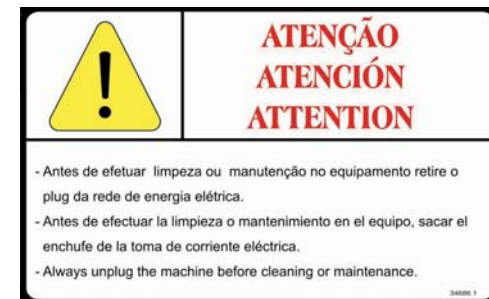 ATENÇÃO
ATENCIÓN
ATTENTION
- Antes de efetuar limpeza ou manutenção no equipamento retire o
plug da rede de energia elétrica.
- Antes de efectuar la limpieza o mantenimiento en el equipo, sacar el
enchufe de la toma de corriente eléctrica.
- Always unplug the machine before cleaning or maintenance.
34686.1